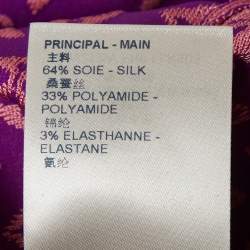 PRINCIPAL - MAIN
主料
64% SOIE - SILK
桑蚕丝
33% POLYAMIDE -
POLYAMIDE
锦纶
3% ELASTHANNE -
ELASTANE
氨纶